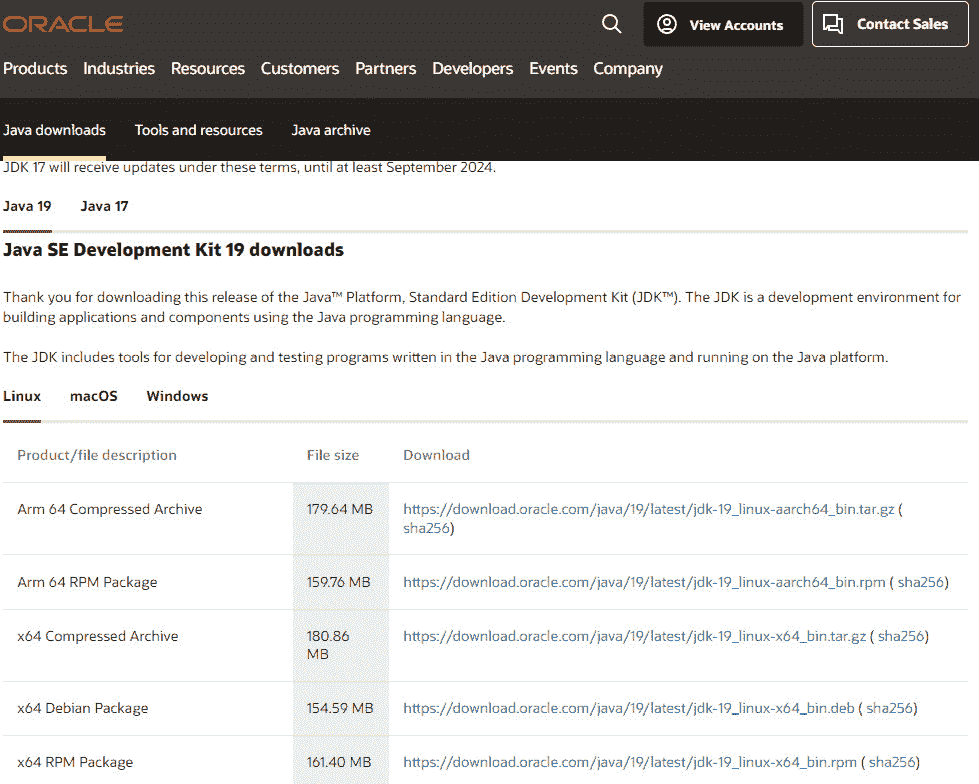 ORACLE
View Accounts
Contact Sales
Products Industries Resources Customers Partners Developers Events Company
Java downloads Tools and resources Java archive
JDK 17 will receive updates under these terms, until at least September 2024.
Java 19 Java 17
Java SE Development Kit 19 downloads
Thank you for downloading this release of the Java™ Platform, Standard Edition Development Kit (JDK™). The JDK is a development environment for
building applications and components using the Java programming language.
The JDK includes tools for developing and testing programs written in the Java programming language and running on the Java platform.
Linux macOS Windows
Product/file description File size Download
Arm 64 Compressed Archive 179.64 MB https://download.oracle.com/java/19/latest/jdk-19_linux-aarch64_bin.tar.gz (
sha256)
Arm 64 RPM Package 159.76 MB https://download.oracle.com/java/19/latest/jdk-19_linux-aarch64_bin.rpm ( sha256)
x64 Compressed Archive 180.86 https://download.oracle.com/java/19/latest/jdk-19_linux-x64_bin.tar.gz ( sha256)
MB
x64 Debian Package 154.59 MB https://download.oracle.com/java/19/latest/jdk-19_linux-x64_bin.deb ( sha256)
x64 RPM Package 161.40 MB https://download.oracle.com/java/19/latest/jdk-19_linux-x64_bin.rpm ( sha256)